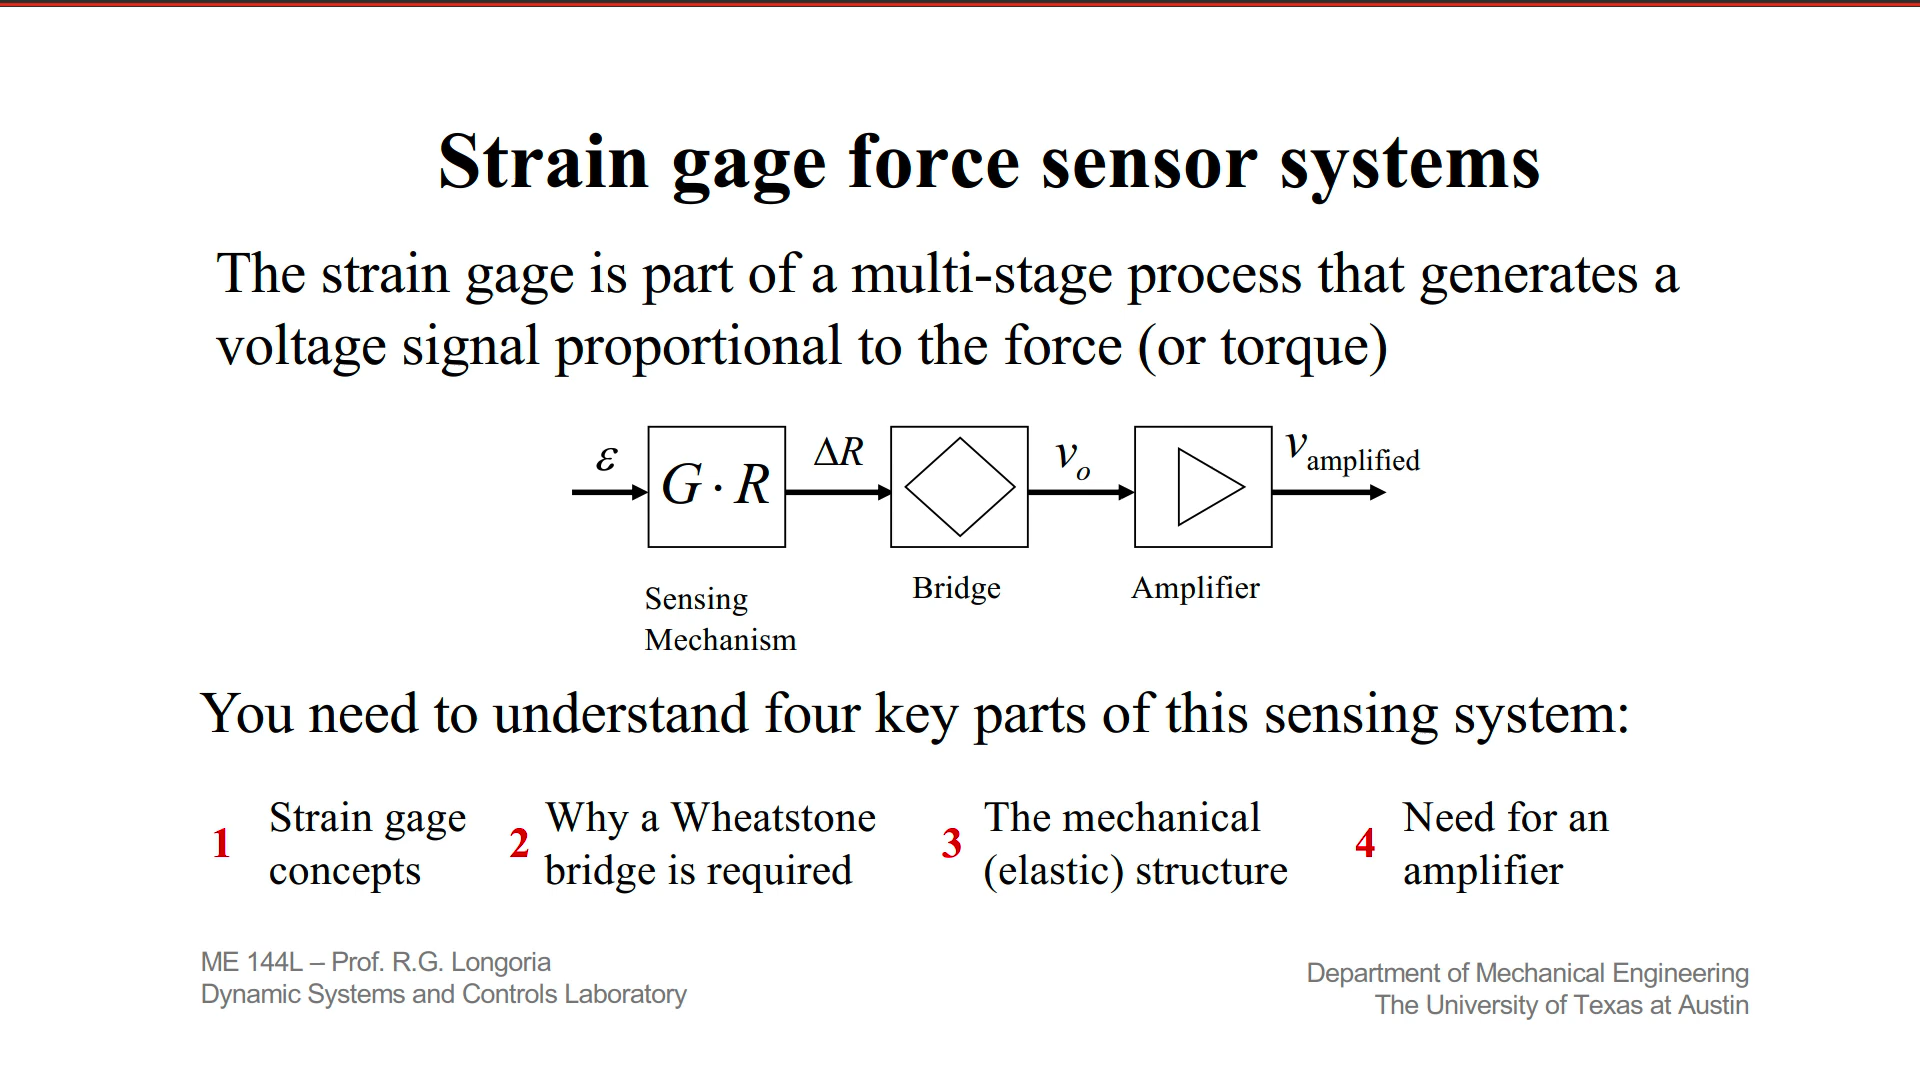 Strain gage force sensor systems
The strain gage is part of a multi-stage process that generates a
voltage signal proportional to the force (or torque)
ε
G · R
ΔR
vo
vamplified
Sensing
Mechanism
Bridge
Amplifier
You need to understand four key parts of this sensing system:
1 Strain gage
concepts
2 Why a Wheatstone
bridge is required
3 The mechanical
(elastic) structure
4 Need for an
amplifier
ME 144L – Prof. R.G. Longoria
Dynamic Systems and Controls Laboratory
Department of Mechanical Engineering
The University of Texas at Austin